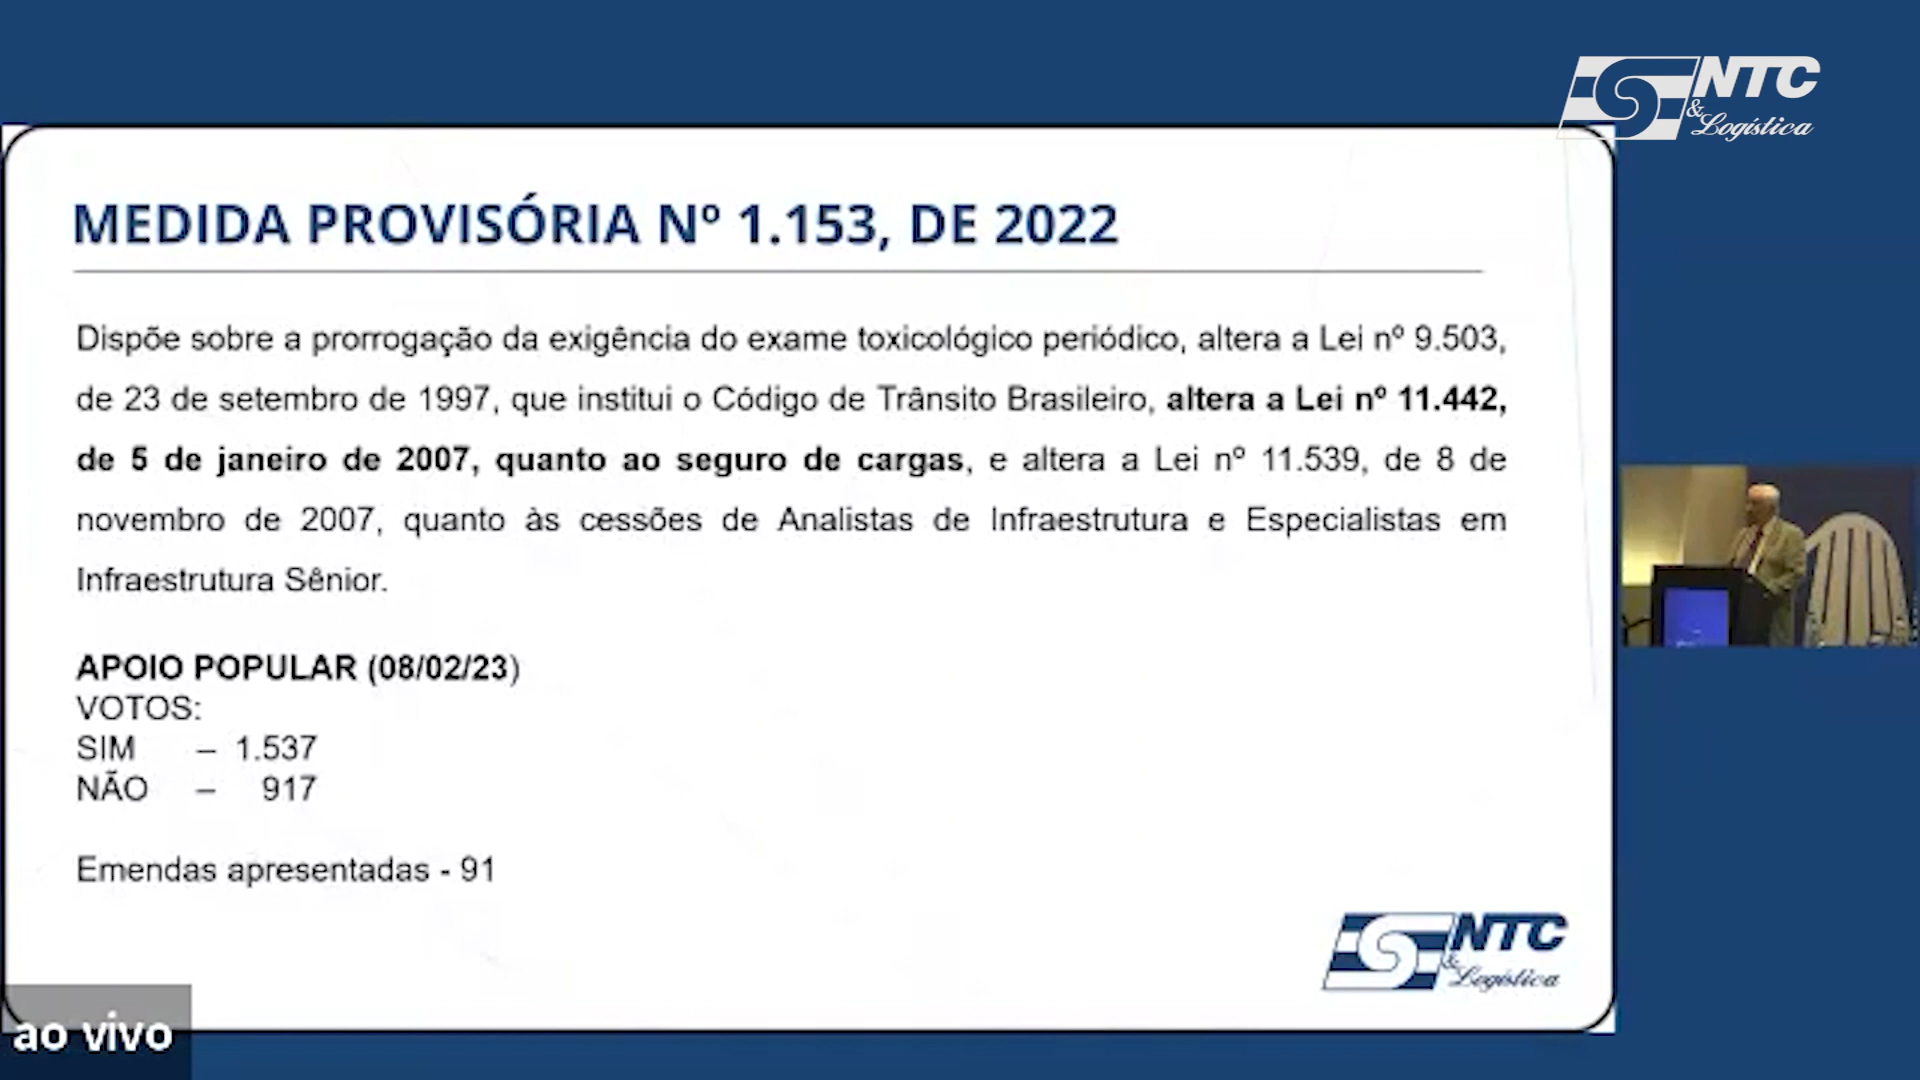 NTC
& Logística
MEDIDA PROVISÓRIA Nº 1.153, DE 2022
Dispõe sobre a prorrogação da exigência do exame toxicológico periódico, altera a Lei nº 9.503,
de 23 de setembro de 1997, que institui o Código de Trânsito Brasileiro, altera a Lei nº 11.442,
de 5 de janeiro de 2007, quanto ao seguro de cargas, e altera a Lei nº 11.539, de 8 de
novembro de 2007, quanto às cessões de Analistas de Infraestrutura e Especialistas em
Infraestrutura Sênior.
APOIO POPULAR (08/02/23)
VOTOS:
SIM – 1.537
NÃO – 917
Emendas apresentadas - 91
NTC
& Logística
ao vivo